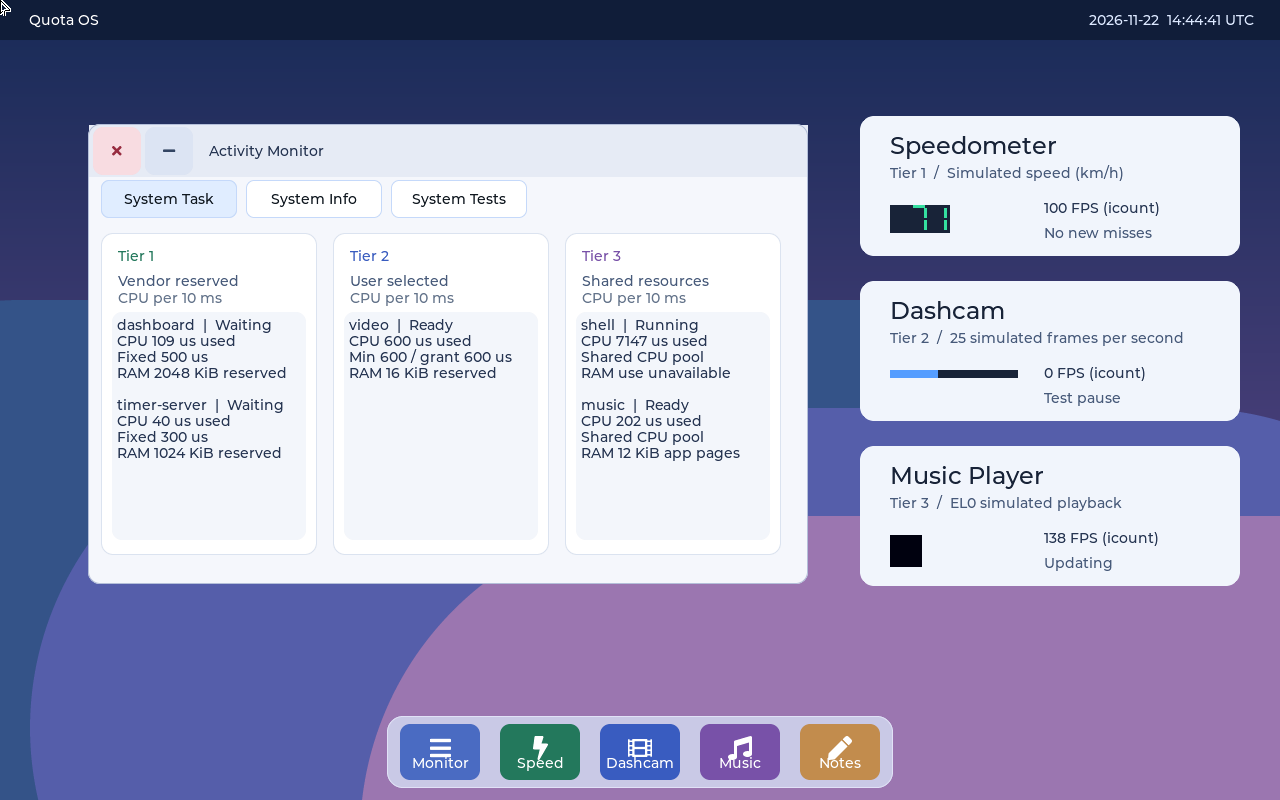 Quota OS
2026-11-22 14:44:41 UTC
Activity Monitor
System Task
System Info
System Tests
Tier 1
Vendor reserved
CPU per 10 ms
dashboard | Waiting
CPU 109 us used
Fixed 500 us
RAM 2048 KiB reserved
timer-server | Waiting
CPU 40 us used
Fixed 300 us
RAM 1024 KiB reserved
Tier 2
User selected
CPU per 10 ms
video | Ready
CPU 600 us used
Min 600 / grant 600 us
RAM 16 KiB reserved
Tier 3
Shared resources
CPU per 10 ms
shell | Running
CPU 7147 us used
Shared CPU pool
RAM use unavailable
music | Ready
CPU 202 us used
Shared CPU pool
RAM 12 KiB app pages
Speedometer
Tier 1 / Simulated speed (km/h)
71
100 FPS (icount)
No new misses
Dashcam
Tier 2 / 25 simulated frames per second
0 FPS (icount)
Test pause
Music Player
Tier 3 / EL0 simulated playback
138 FPS (icount)
Updating
Monitor
Speed
Dashcam
Music
Notes